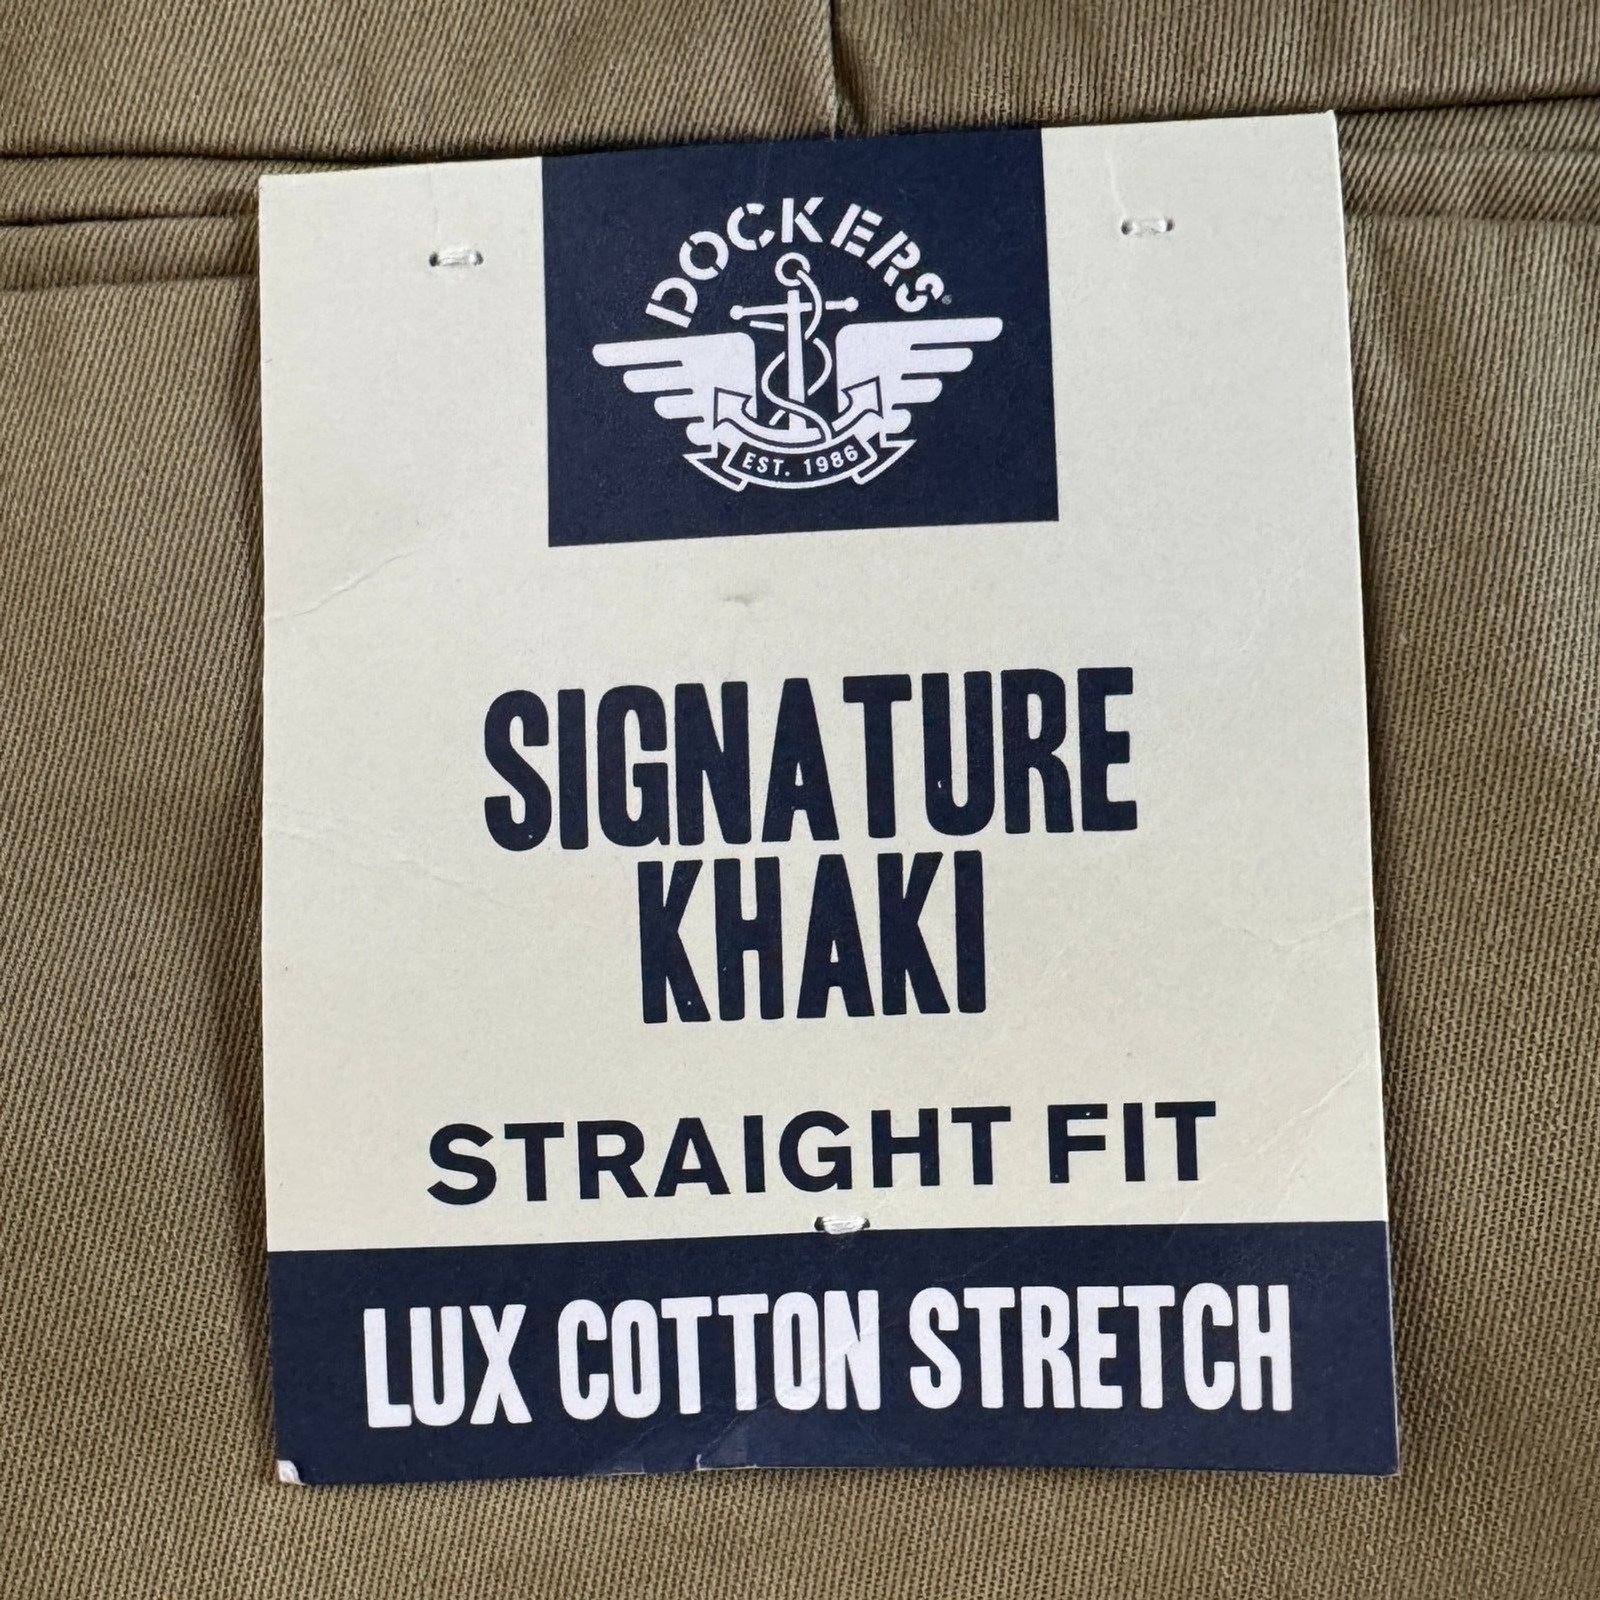 DOCKERS
EST. 1986
SIGNATURE
KHAKI
STRAIGHT FIT
LUX COTTON STRETCH